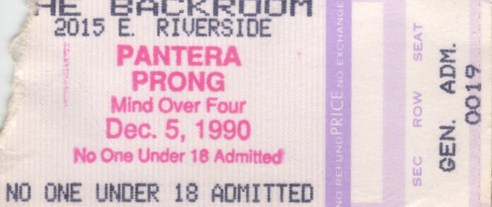 HE BACKROOM
2015 E. RIVERSIDE
PANTERA
PRONG
Mind Over Four
Dec. 5, 1990
No One Under 18 Admitted
NO ONE UNDER 18 ADMITTED
NO REFUND PRICE NO EXCHANGE
SEC ROW SEAT
GEN. ADM.
0019